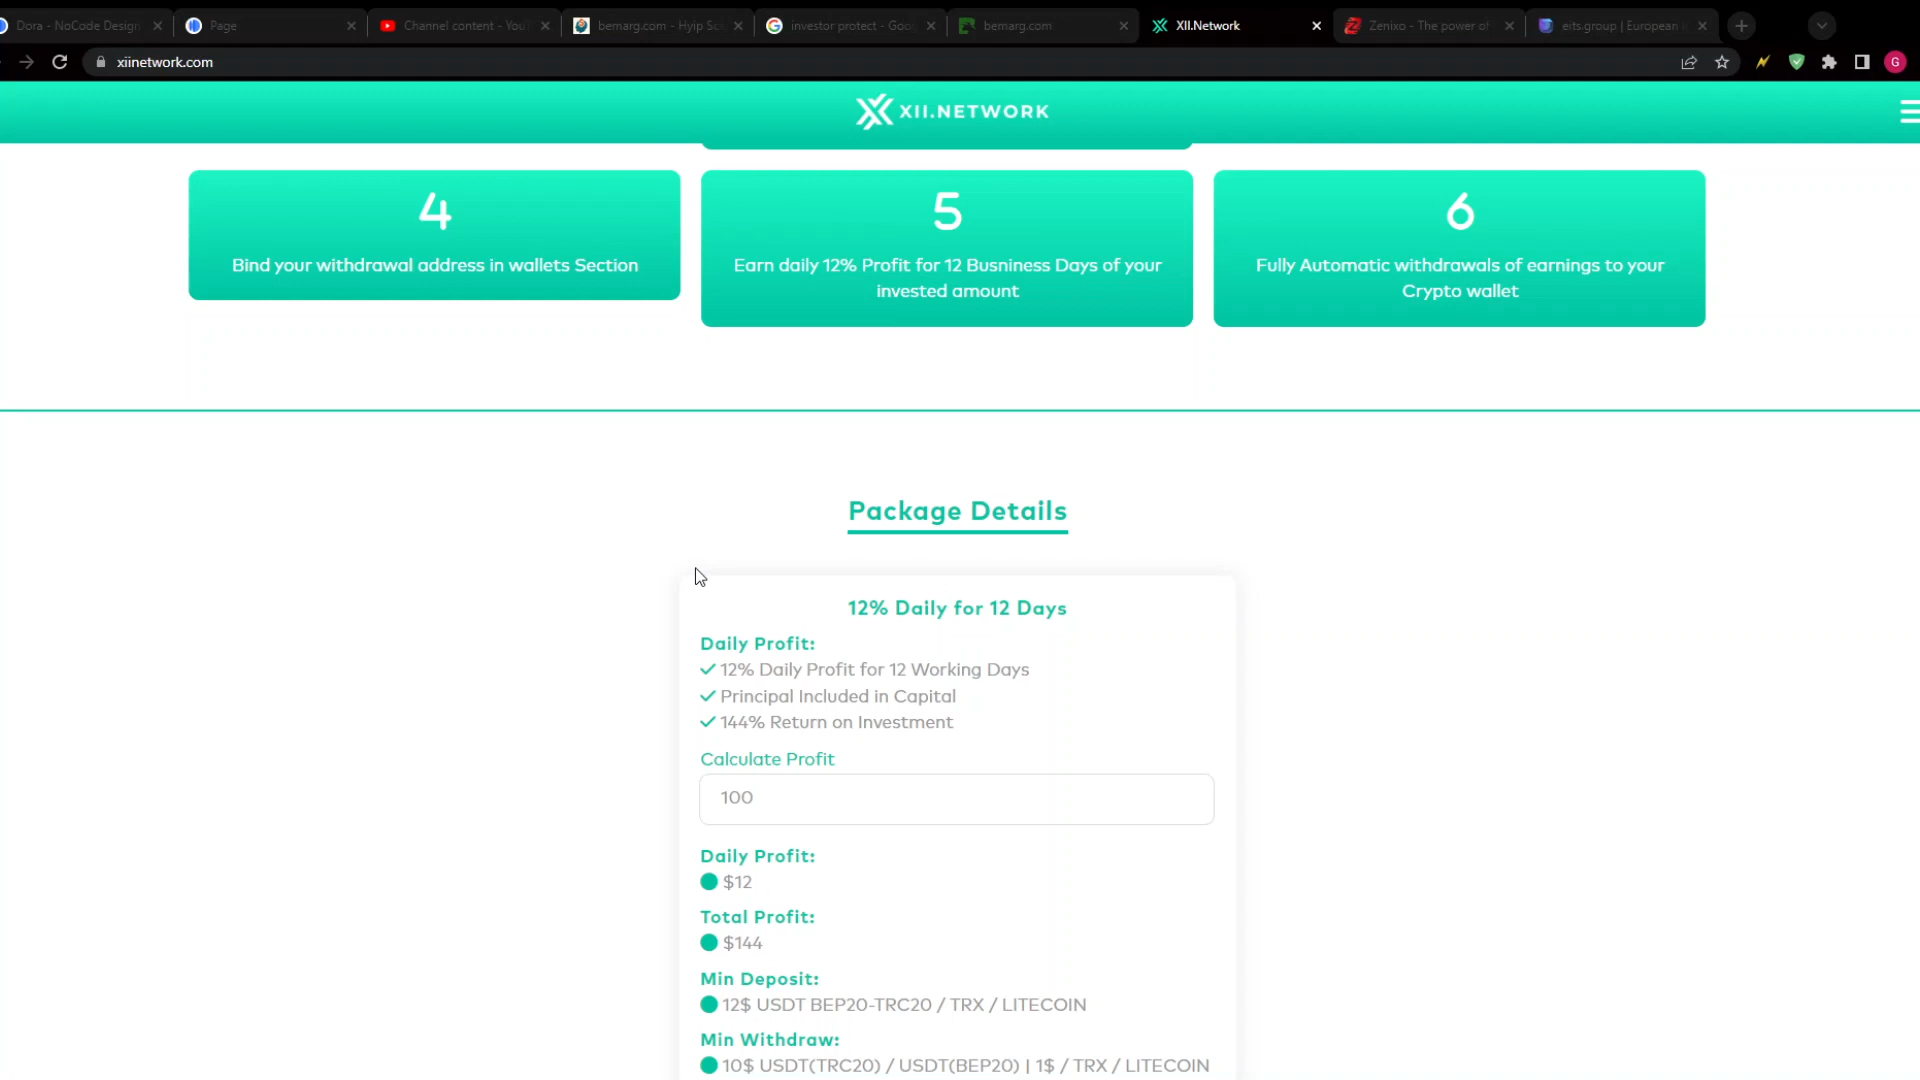 Dora - NoCode Design
Page
Channel content - YouT
bemarg.com - Hyip Sc
investor protect - Goo
bemarg.com
XII.Network
Zenixo - The power of
eits.group | European
xiinetwork.com
G
XII.NETWORK
4
Bind your withdrawal address in wallets Section
5
Earn daily 12% Profit for 12 Busniness Days of your
invested amount
6
Fully Automatic withdrawals of earnings to your
Crypto wallet
Package Details
12% Daily for 12 Days
Daily Profit:
12% Daily Profit for 12 Working Days
Principal Included in Capital
144% Return on Investment
Calculate Profit
100
Daily Profit:
$12
Total Profit:
$144
Min Deposit:
12$ USDT BEP20-TRC20 / TRX / LITECOIN
Min Withdraw:
10$ USDT(TRC20) / USDT(BEP20) | 1$ / TRX / LITECOIN